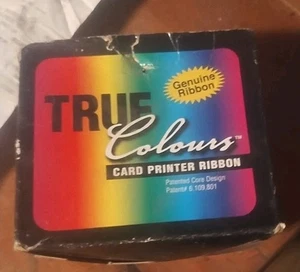 Genuine
Ribbon
TRUE
Colours™
CARD PRINTER RIBBON
Patented Core Design
Patent# 6,109,801